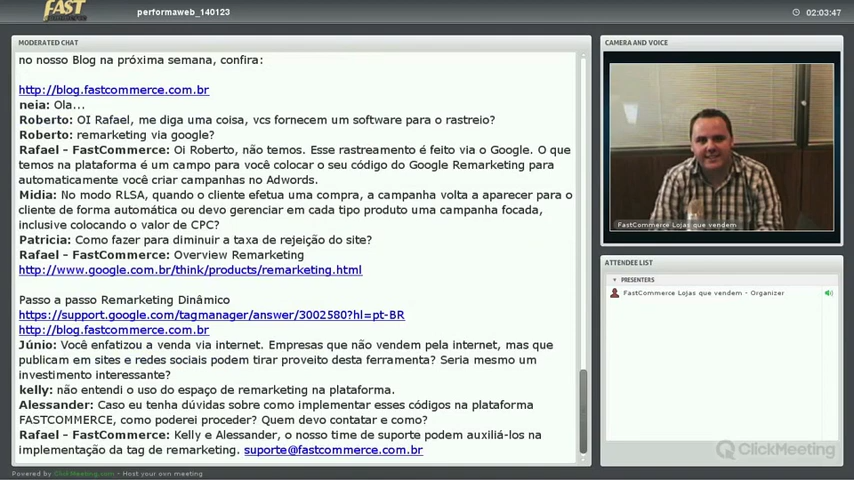 FAST
commerce
performaweb_140123
02:03:47
MODERATED CHAT
no nosso Blog na próxima semana, confira:
http://blog.fastcommerce.com.br
neia: Ola...
Roberto: OI Rafael, me diga uma coisa, vcs fornecem um software para o rastreio?
Roberto: remarketing via google?
Rafael - FastCommerce: Oi Roberto, não temos. Esse rastreamento é feito via o Google. O que
temos na plataforma é um campo para você colocar o seu código do Google Remarketing para
automaticamente você criar campanhas no Adwords.
Midia: No modo RLSA, quando o cliente efetua uma compra, a campanha volta a aparecer para o
cliente de forma automática ou devo gerenciar em cada tipo produto uma campanha focada,
inclusive colocando o valor de CPC?
Patricia: Como fazer para diminuir a taxa de rejeição do site?
Rafael - FastCommerce: Overview Remarketing
http://www.google.com.br/think/products/remarketing.html
Passo a passo Remarketing Dinâmico
https://support.google.com/tagmanager/answer/3002580?hl=pt-BR
http://blog.fastcommerce.com.br
Júnio: Você enfatizou a venda via internet. Empresas que não vendem pela internet, mas que
publicam em sites e redes sociais podem tirar proveito desta ferramenta? Seria mesmo um
investimento interessante?
kelly: não entendi o uso do espaço de remarketing na plataforma.
Alessander: Caso eu tenha dúvidas sobre como implementar esses códigos na plataforma
FASTCOMMERCE, como poderei proceder? Quem devo contatar e como?
Rafael - FastCommerce: Kelly e Alessander, o nosso time de suporte podem auxiliá-los na
implementação da tag de remarketing. suporte@fastcommerce.com.br
CAMERA AND VOICE
FastCommerce Lojas que vendem
ATTENDEE LIST
PRESENTERS
FastCommerce Lojas que vendem - Organizer
ClickMeeting
Powered by ClickMeeting.com - Host your own meeting